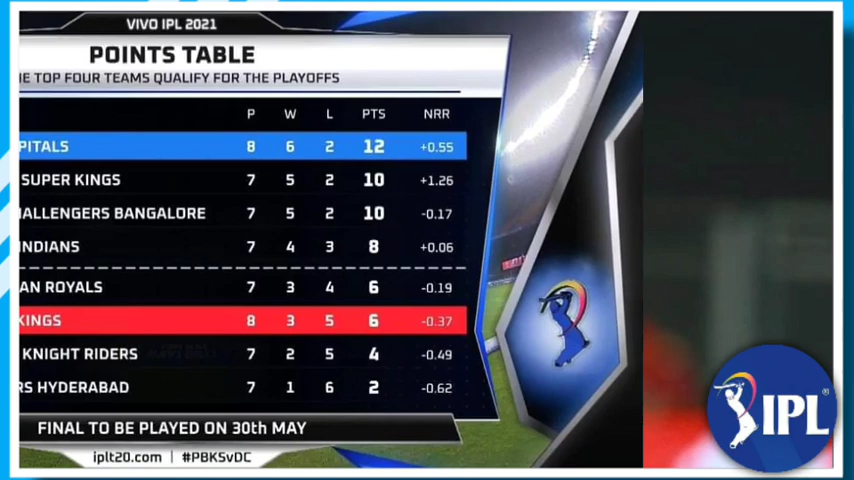 VIVO IPL 2021
POINTS TABLE
E TOP FOUR TEAMS QUALIFY FOR THE PLAYOFFS
P W L PTS NRR
PITALS 8 6 2 12 +0.55
SUPER KINGS 7 5 2 10 +1.26
HALLENGERS BANGALORE 7 5 2 10 -0.17
INDIANS 7 4 3 8 +0.06
AN ROYALS 7 3 4 6 -0.19
KINGS 8 3 5 6 -0.37
KNIGHT RIDERS 7 2 5 4 -0.49
RS HYDERABAD 7 1 6 2 -0.62
FINAL TO BE PLAYED ON 30th MAY
iplt20.com | #PBKSvDC
IPL